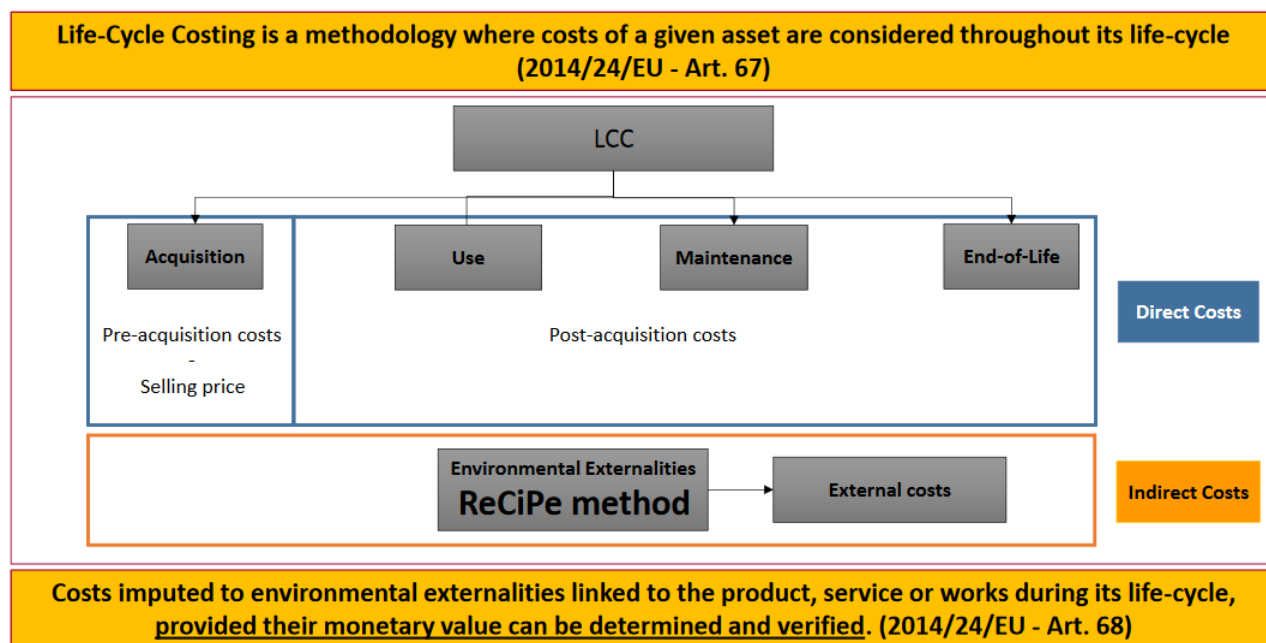 Life-Cycle Costing is a methodology where costs of a given asset are considered throughout its life-cycle
(2014/24/EU - Art. 67)
LCC
Acquisition
Use
Maintenance
End-of-Life
Pre-acquisition costs
-
Selling price
Post-acquisition costs
Direct Costs
Environmental Externalities
ReCiPe method
External costs
Indirect Costs
Costs imputed to environmental externalities linked to the product, service or works during its life-cycle,
provided their monetary value can be determined and verified. (2014/24/EU - Art. 68)